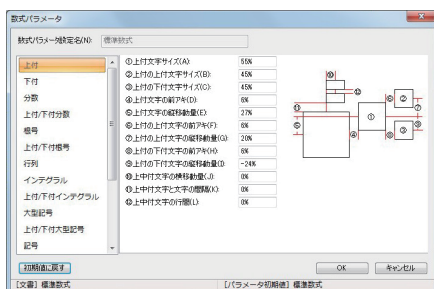 数式パラメータ
数式パラメータ設定名(N): 標準数式
上付
下付
分数
上付/下付分数
根号
上付/下付根号
行列
インテグラル
上付/下付インテグラル
大型記号
上付/下付大型記号
記号
①上付文字サイズ(A): 55%
②上付の上付文字サイズ(B): 45%
③上付の下付文字サイズ(C): 45%
④上付文字の前アキ(D): 6%
⑤上付文字の縦移動量(E): 27%
⑥上付の上付文字の前アキ(F): 6%
⑦上付の上付文字の縦移動量(G): 20%
⑧上付の下付文字の前アキ(H): 6%
⑨上付の下付文字の縦移動量(I): -24%
⑩上中付文字の横移動量(J): 0%
⑪上中付文字と文字の間隔(K): 0%
⑫上中付文字の行間(L): 0%
⑩
⑫
⑪
⑥
②
⑦
⑤
①
④
⑧
③
⑨
初期値に戻す
OK
キャンセル
[文書] 標準数式
[パラメータ初期値] 標準数式